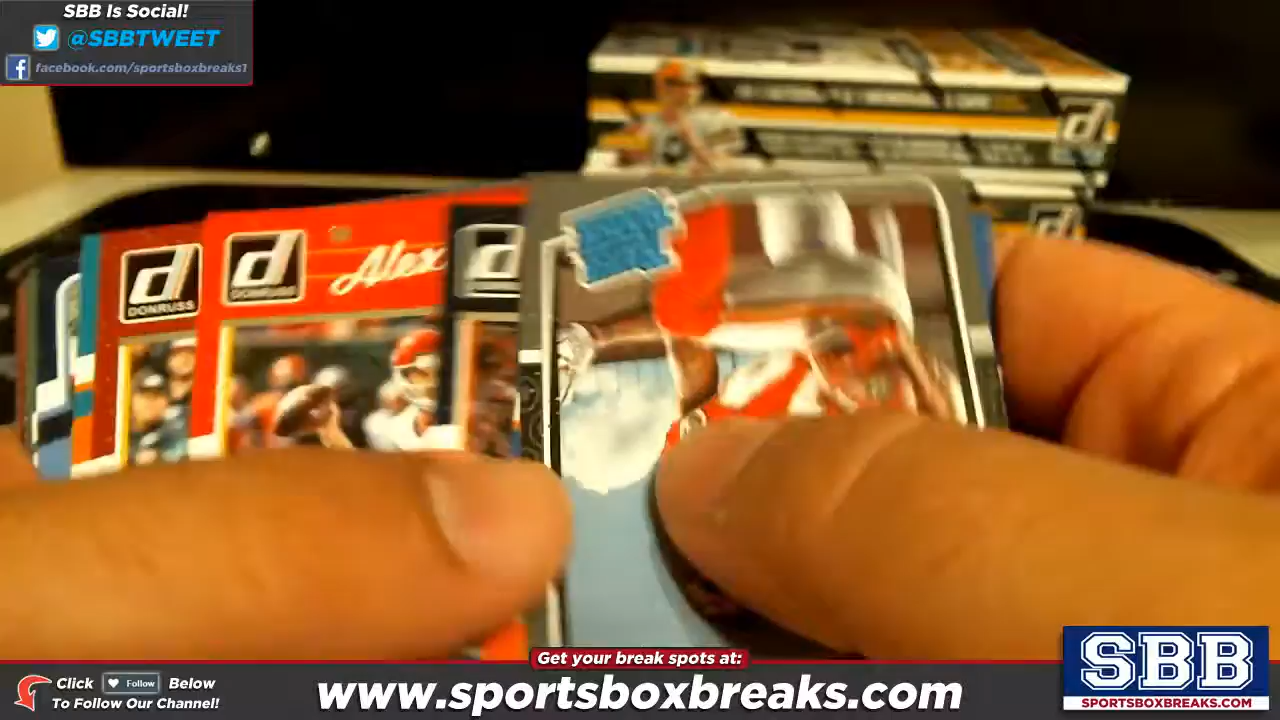 SBB Is Social!
@SBBTWEET
facebook.com/sportsboxbreaks1
d
DONRUSS
d
DONRUSS
Alex
d
d
d
Get your break spots at:
Click Follow Below
To Follow Our Channel!
www.sportsboxbreaks.com
SBB
SPORTSBOXBREAKS.COM